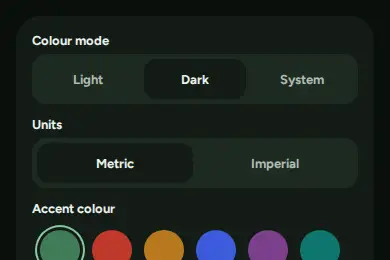 Colour mode
Light Dark System
Units
Metric Imperial
Accent colour